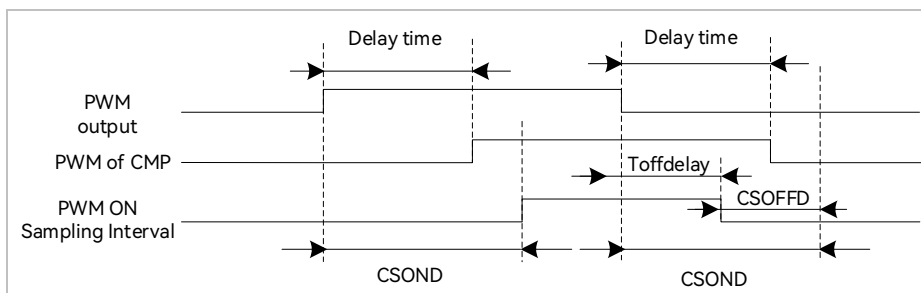 Delay time
Delay time
PWM
output
PWM of CMP
Toffdelay
CSOFFD
PWM ON
Sampling Interval
CSOND
CSOND